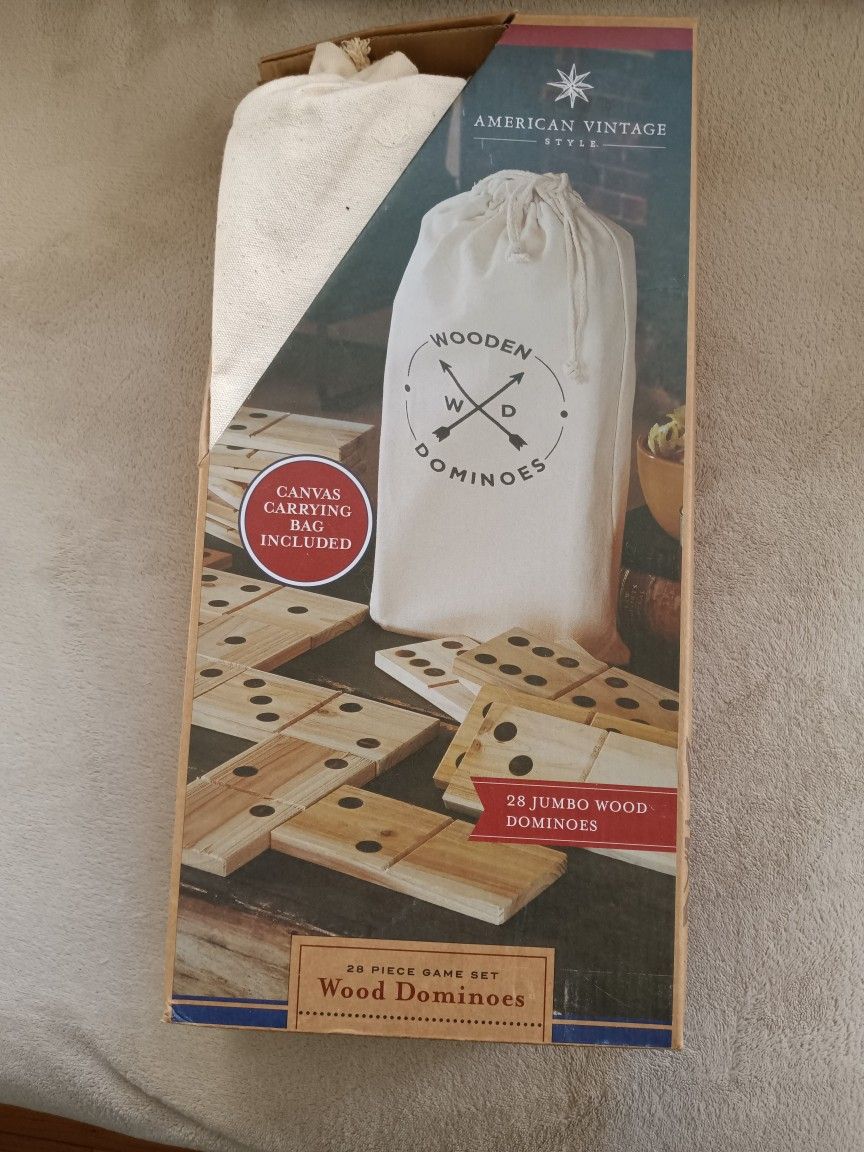 AMERICAN VINTAGE
STYLE
WOODEN
W D
DOMINOES
CANVAS
CARRYING
BAG
INCLUDED
28 JUMBO WOOD
DOMINOES
28 PIECE GAME SET
Wood Dominoes